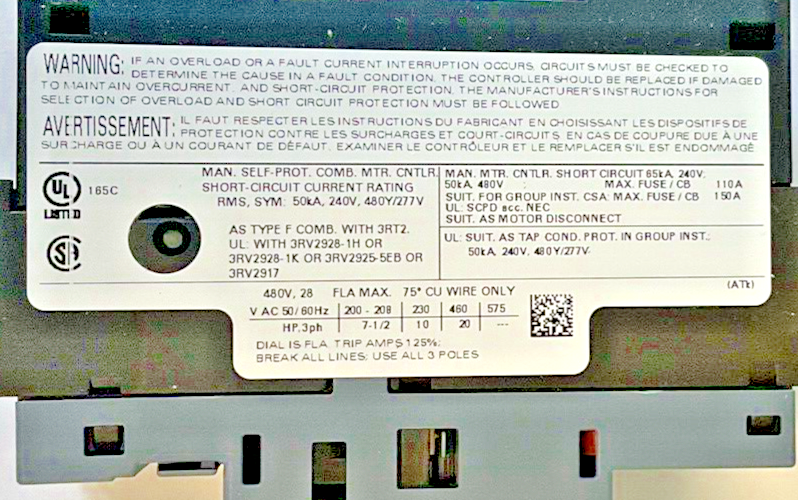 WARNING: IF AN OVERLOAD OR A FAULT CURRENT INTERRUPTION OCCURS, CIRCUITS MUST BE CHECKED TO
DETERMINE THE CAUSE IN A FAULT CONDITION. THE CONTROLLER SHOULD BE REPLACED IF DAMAGED
TO MAINTAIN OVERCURRENT, AND SHORT-CIRCUIT PROTECTION, THE MANUFACTURER'S INSTRUCTIONS FOR
SELECTION OF OVERLOAD AND SHORT CIRCUIT PROTECTION MUST BE FOLLOWED
AVERTISSEMENT: IL FAUT RESPECTER LES INSTRUCTIONS DU FABRICANT EN CHOISISSANT LES DISPOSITIFS DE
PROTECTION CONTRE LES SURCHARGES ET COURT-CIRCUITS. EN CAS DE COUPURE DUE À UNE
SURCHARGE OU À UN COURANT DE DÉFAUT, EXAMINER LE CONTRÔLEUR ET LE REMPLACER S'IL EST ENDOMMAGÉ
UL
LISTED
165C
MAN. SELF-PROT. COMB. MTR. CNTLR.
SHORT-CIRCUIT CURRENT RATING
RMS, SYM: 50kA, 240V, 480Y/277V
AS TYPE F COMB. WITH 3RT2.
UL: WITH 3RV2928-1H OR
3RV2928-1K OR 3RV2925-5EB OR
3RV2917
MAN. MTR. CNTLR. SHORT CIRCUIT 65kA, 240V;
50kA, 480V : MAX. FUSE / CB 110A
SUIT. FOR GROUP INST. CSA: MAX. FUSE / CB 150A
UL: SCPD acc. NEC
SUIT. AS MOTOR DISCONNECT
UL: SUIT. AS TAP COND. PROT. IN GROUP INST.:
50kA, 240V, 480Y/277V
(ATk)
480V, 28 FLA MAX. 75° CU WIRE ONLY
V AC 50/60Hz 200 - 208 230 460 575
HP, 3ph 7-1/2 10 20 ---
DIAL IS FLA. TRIP AMPS 125%;
BREAK ALL LINES; USE ALL 3 POLES